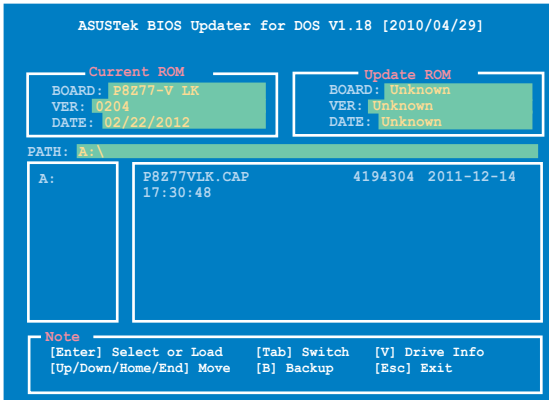 ASUSTek BIOS Updater for DOS V1.18 [2010/04/29]
Current ROM
BOARD: P8Z77-V LK
VER: 0204
DATE: 02/22/2012
Update ROM
BOARD: Unknown
VER: Unknown
DATE: Unknown
PATH: A:\
A:
P8Z77VLK.CAP 4194304 2011-12-14
17:30:48
Note
[Enter] Select or Load [Tab] Switch [V] Drive Info
[Up/Down/Home/End] Move [B] Backup [Esc] Exit